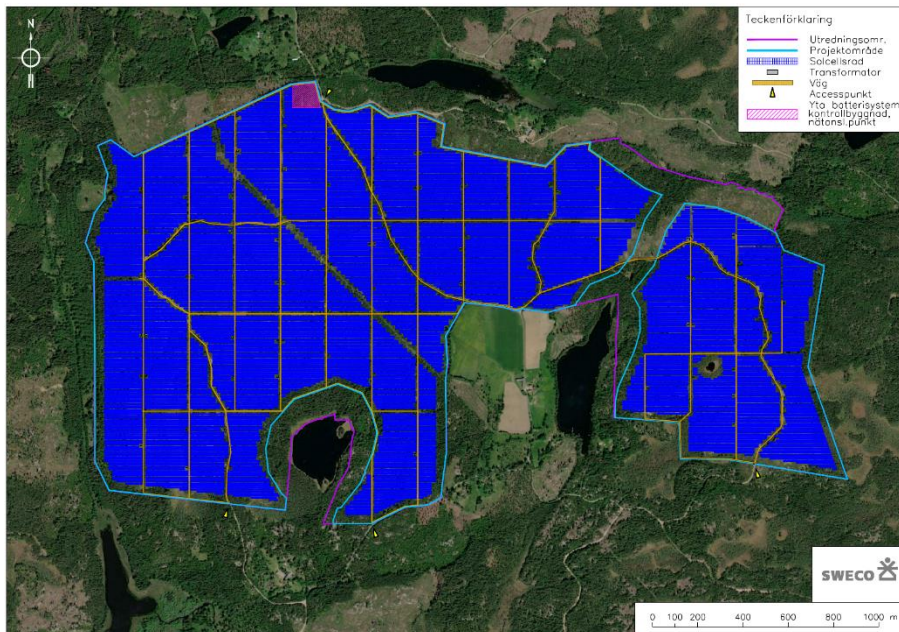 N
Teckenförklaring
Utredningsomr.
Projektområde
Solcellsrad
Transformator
Väg
Accesspunkt
Yta batterisystem
kontrollbyggnad,
nätansl.punkt
SWECO
0 100 200 400 600 800 1000 m